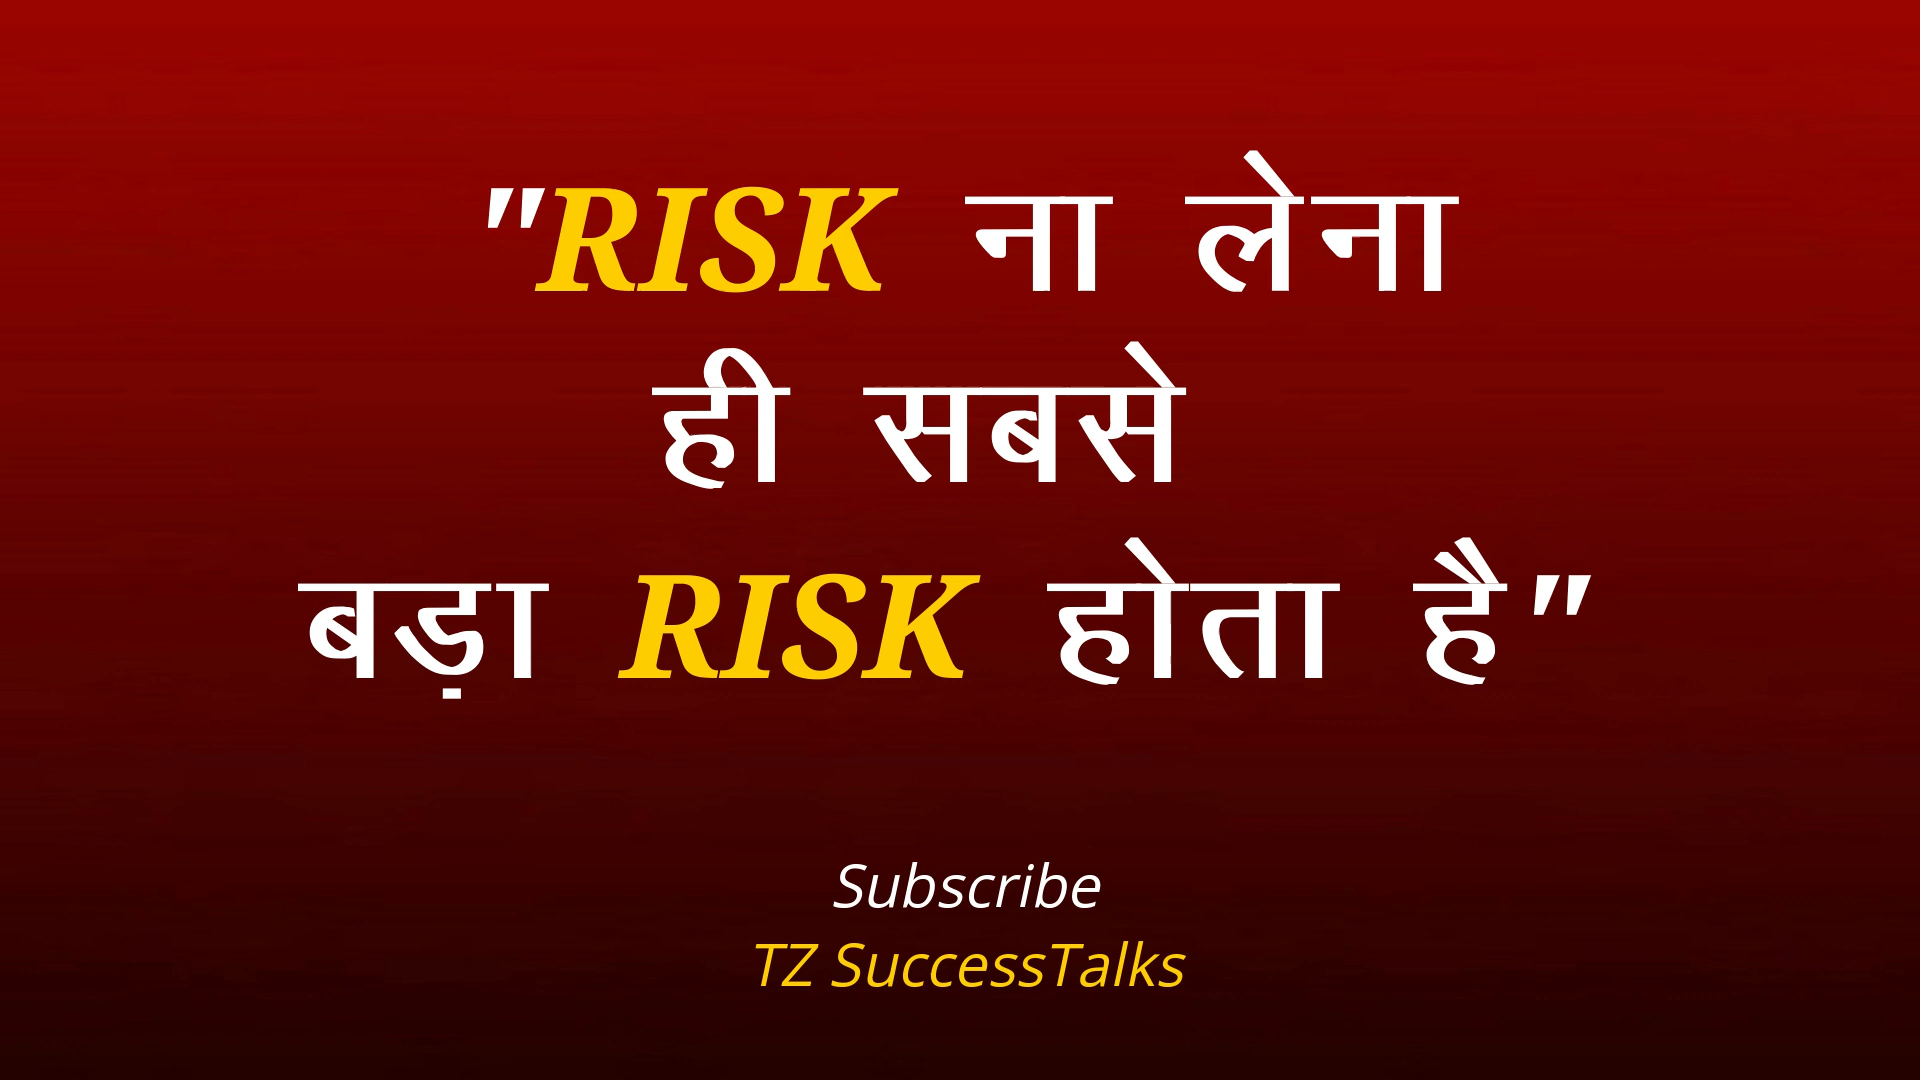 "RISK ना लेना
ही सबसे
बड़ा RISK होता है"
Subscribe
TZ SuccessTalks